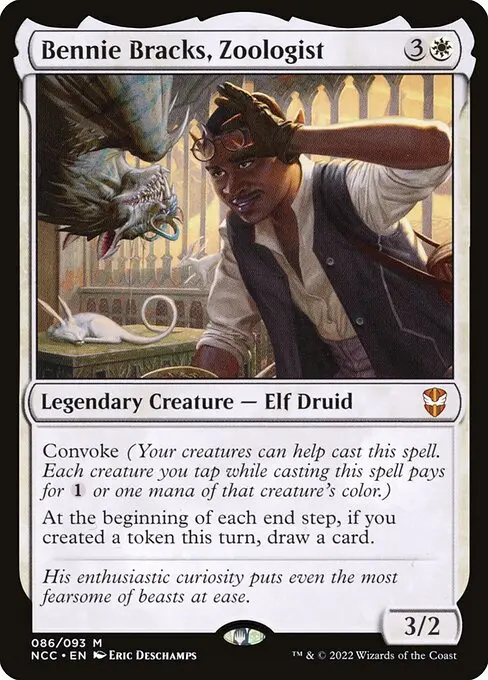 Bennie Bracks, Zoologist 3
Legendary Creature — Elf Druid
Convoke (Your creatures can help cast this spell.
Each creature you tap while casting this spell pays
for 1 or one mana of that creature's color.)
At the beginning of each end step, if you
created a token this turn, draw a card.
His enthusiastic curiosity puts even the most
fearsome of beasts at ease.
3/2
086/093 M
NCC • EN Eric Deschamps
™ & © 2022 Wizards of the Coast